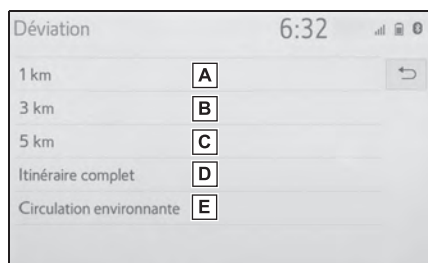 Déviation 6:32
1 km A
3 km B
5 km C
Itinéraire complet D
Circulation environnante E